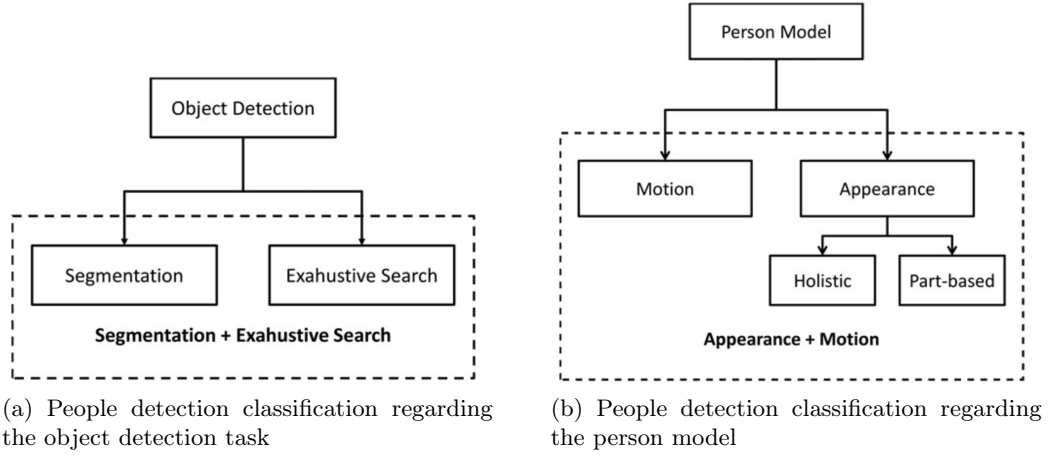 Object Detection
Segmentation
Exahustive Search
Segmentation + Exahustive Search
(a) People detection classification regarding
the object detection task
Person Model
Motion
Appearance
Holistic
Part-based
Appearance + Motion
(b) People detection classification regarding
the person model